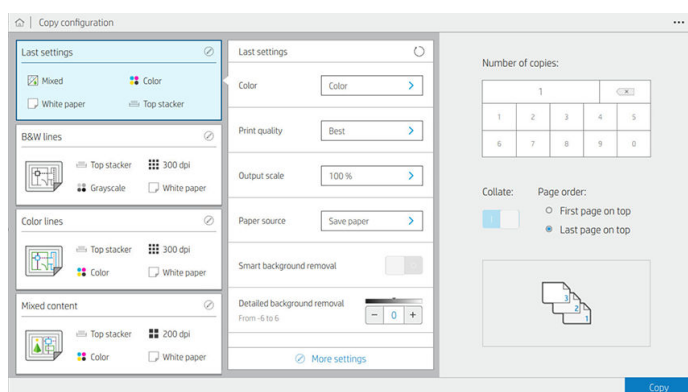 Copy configuration
Last settings
Mixed
Color
White paper
Top stacker
B&W lines
Top stacker
300 dpi
Grayscale
White paper
Color lines
Top stacker
300 dpi
Color
White paper
Mixed content
Top stacker
200 dpi
Color
White paper
Last settings
Color
Color
Print quality
Best
Output scale
100 %
Paper source
Save paper
Smart background removal
Detailed background removal
From -6 to 6
− 0 +
More settings
Number of copies:
1
1 2 3 4 5
6 7 8 9 0
Collate:
Page order:
First page on top
Last page on top
3
2
1
Copy